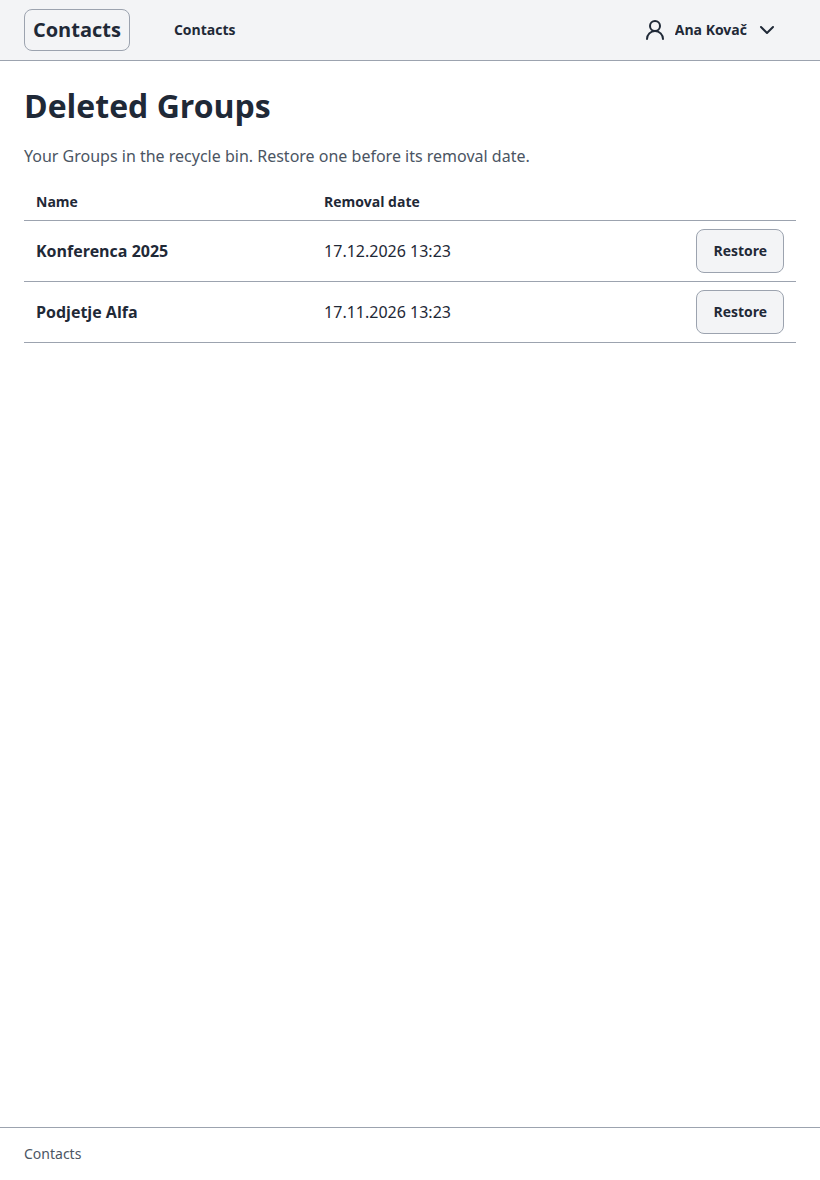 Contacts Contacts Ana Kovač
Deleted Groups
Your Groups in the recycle bin. Restore one before its removal date.
Name Removal date
Konferenca 2025 17.12.2026 13:23 Restore
Podjetje Alfa 17.11.2026 13:23 Restore
Contacts